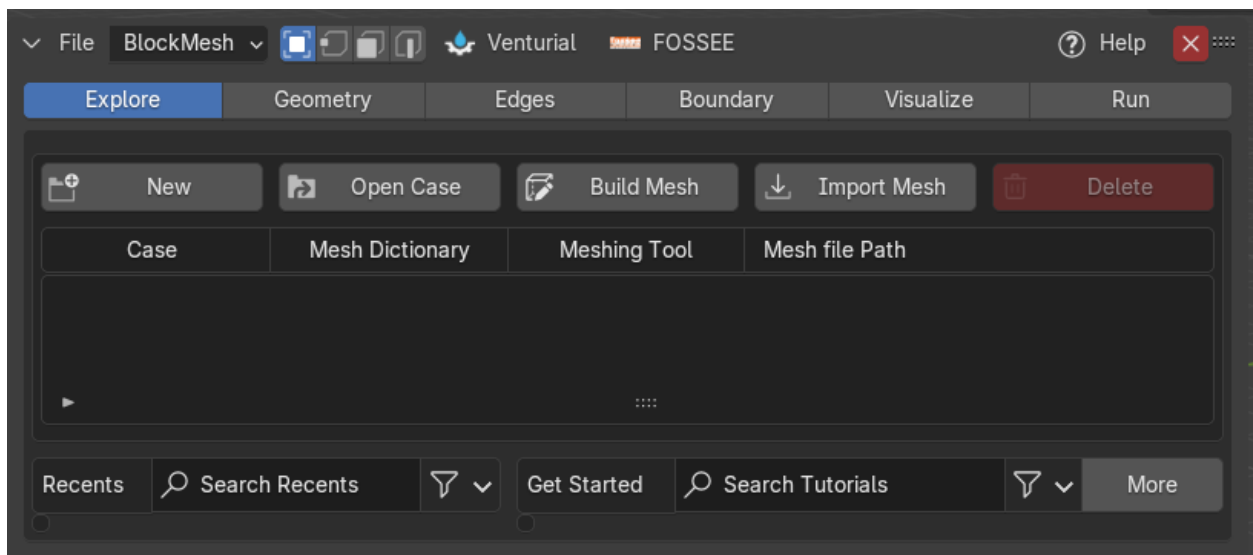 File BlockMesh Venturial FOSSEE Help
Explore Geometry Edges Boundary Visualize Run
New Open Case Build Mesh Import Mesh Delete
Case Mesh Dictionary Meshing Tool Mesh file Path
Recents Search Recents Get Started Search Tutorials More